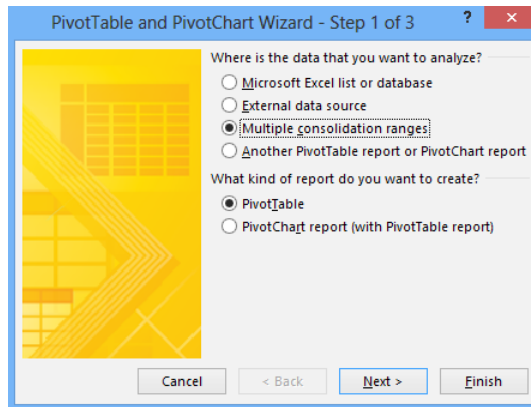 PivotTable and PivotChart Wizard - Step 1 of 3
?
×
Where is the data that you want to analyze?
Microsoft Excel list or database
External data source
Multiple consolidation ranges
Another PivotTable report or PivotChart report
What kind of report do you want to create?
PivotTable
PivotChart report (with PivotTable report)
Cancel < Back Next > Finish